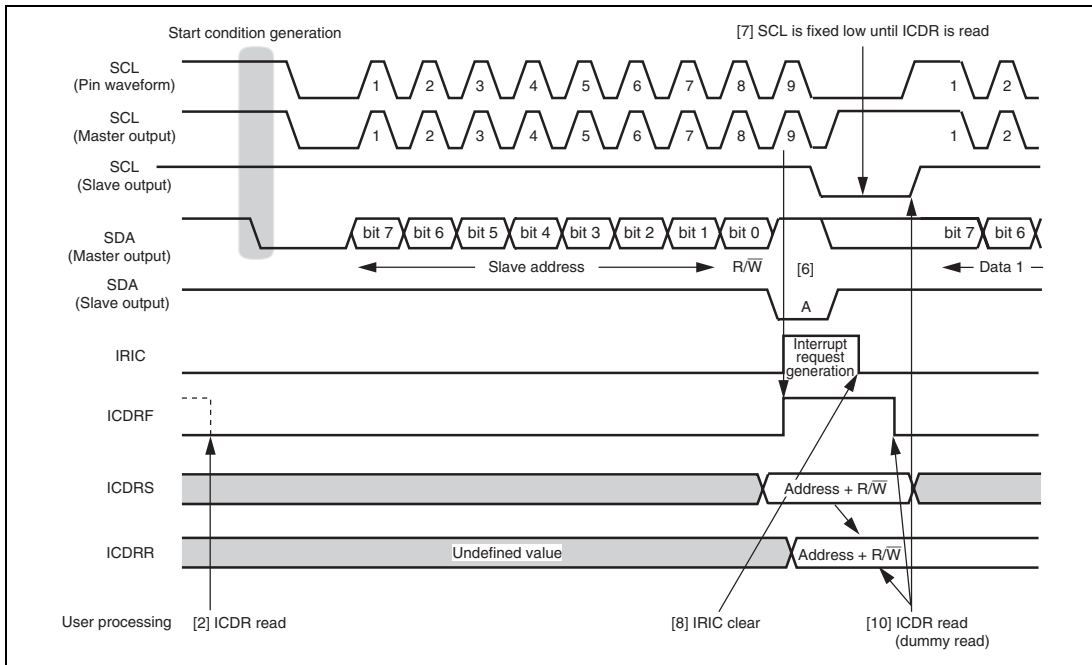 Start condition generation
[7] SCL is fixed low until ICDR is read
SCL
(Pin waveform)
1 2 3 4 5 6 7 8 9 1 2
SCL
(Master output)
1 2 3 4 5 6 7 8 9 1 2
SCL
(Slave output)
SDA
(Master output)
bit 7 bit 6 bit 5 bit 4 bit 3 bit 2 bit 1 bit 0 bit 7 bit 6
Slave address R/W̅ [6] Data 1
SDA
(Slave output)
A
IRIC
Interrupt
request
generation
ICDRF
ICDRS
Address + R/W̅
ICDRR
Undefined value
Address + R/W̅
User processing [2] ICDR read [8] IRIC clear [10] ICDR read
(dummy read)